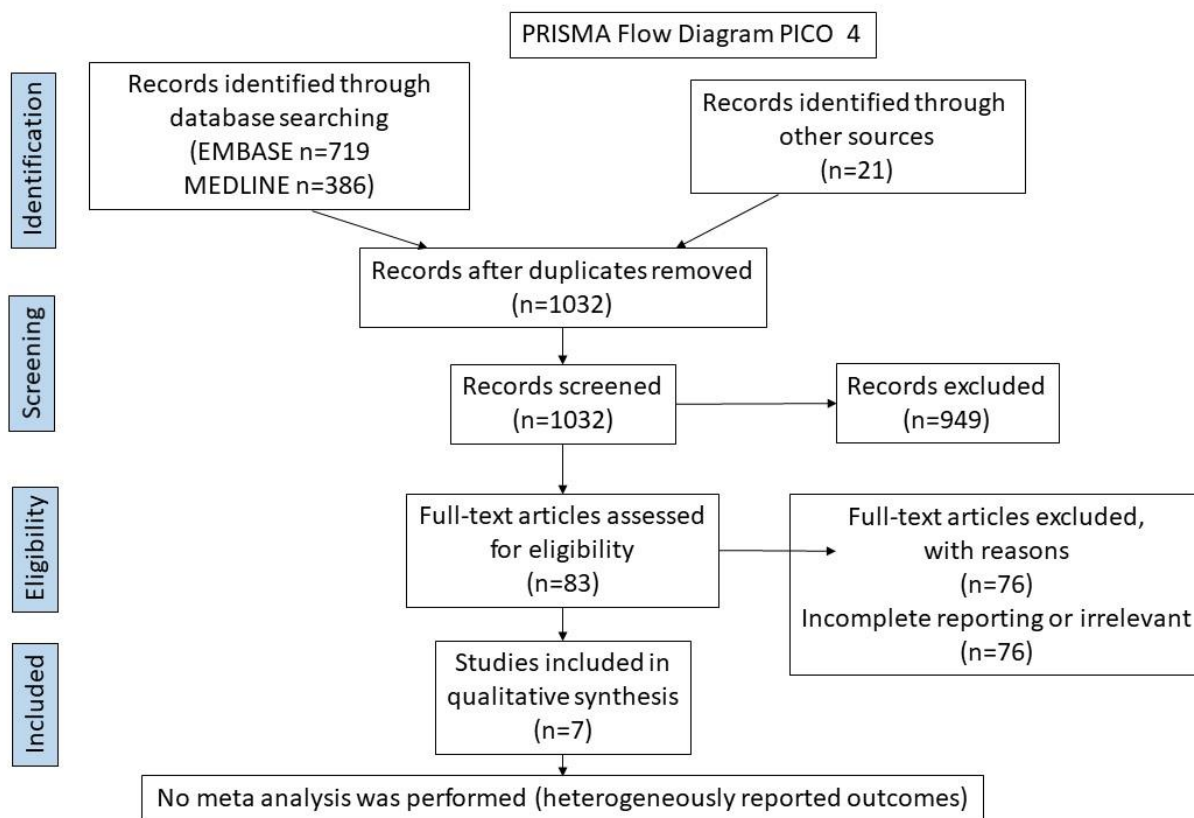 PRISMA Flow Diagram PICO 4
Identification
Records identified through
database searching
(EMBASE n=719
MEDLINE n=386)
Records identified through
other sources
(n=21)
Records after duplicates removed
(n=1032)
Screening
Records screened
(n=1032)
Records excluded
(n=949)
Eligibility
Full-text articles assessed
for eligibility
(n=83)
Full-text articles excluded,
with reasons
(n=76)
Incomplete reporting or irrelevant
(n=76)
Included
Studies included in
qualitative synthesis
(n=7)
No meta analysis was performed (heterogeneously reported outcomes)